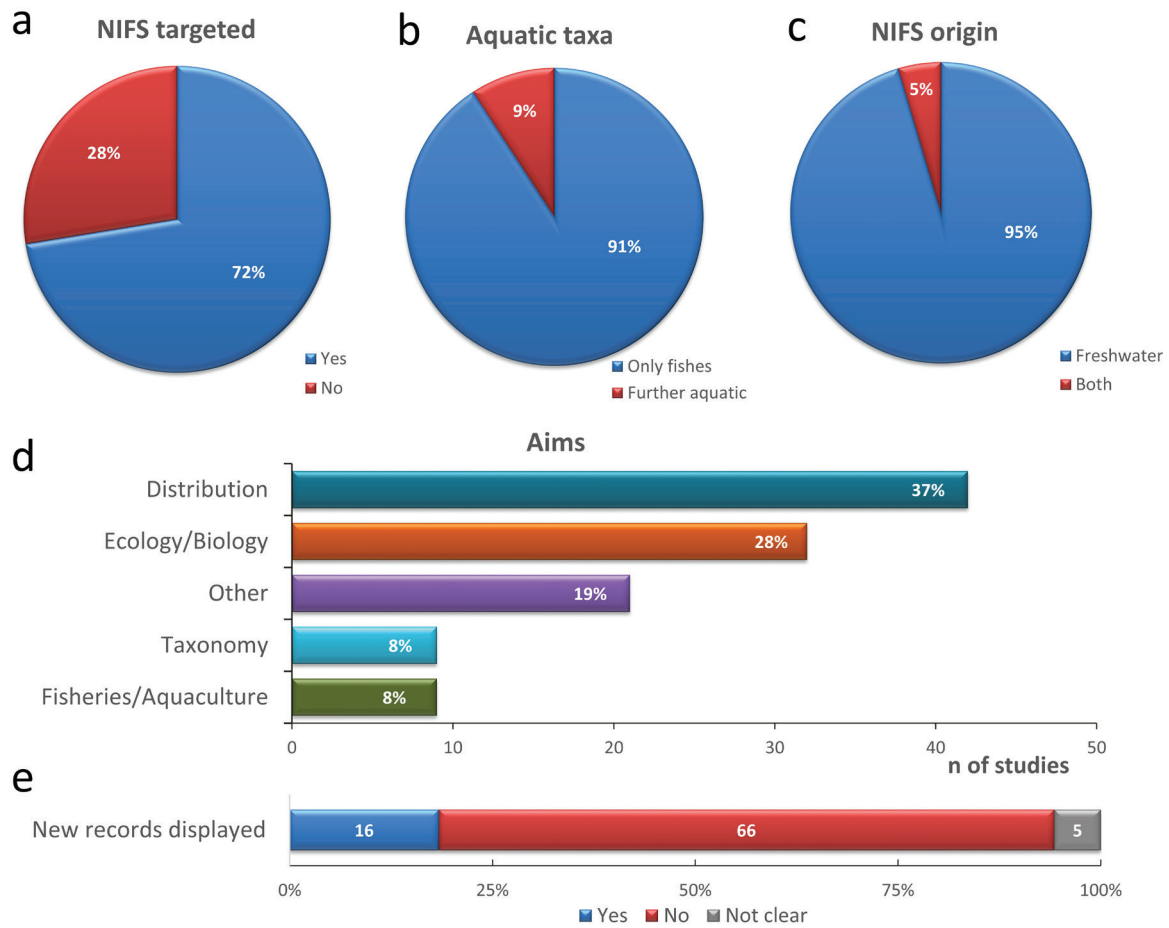 a
NIFS targeted
28%
72%
Yes
No
b
Aquatic taxa
9%
91%
Only fishes
Further aquatic
c
NIFS origin
5%
95%
Freshwater
Both
d
Aims
Distribution
37%
Ecology/Biology
28%
Other
19%
Taxonomy
8%
Fisheries/Aquaculture
8%
0 10 20 30 40 50
n of studies
e
New records displayed
16 66 5
0% 25% 50% 75% 100%
Yes No Not clear